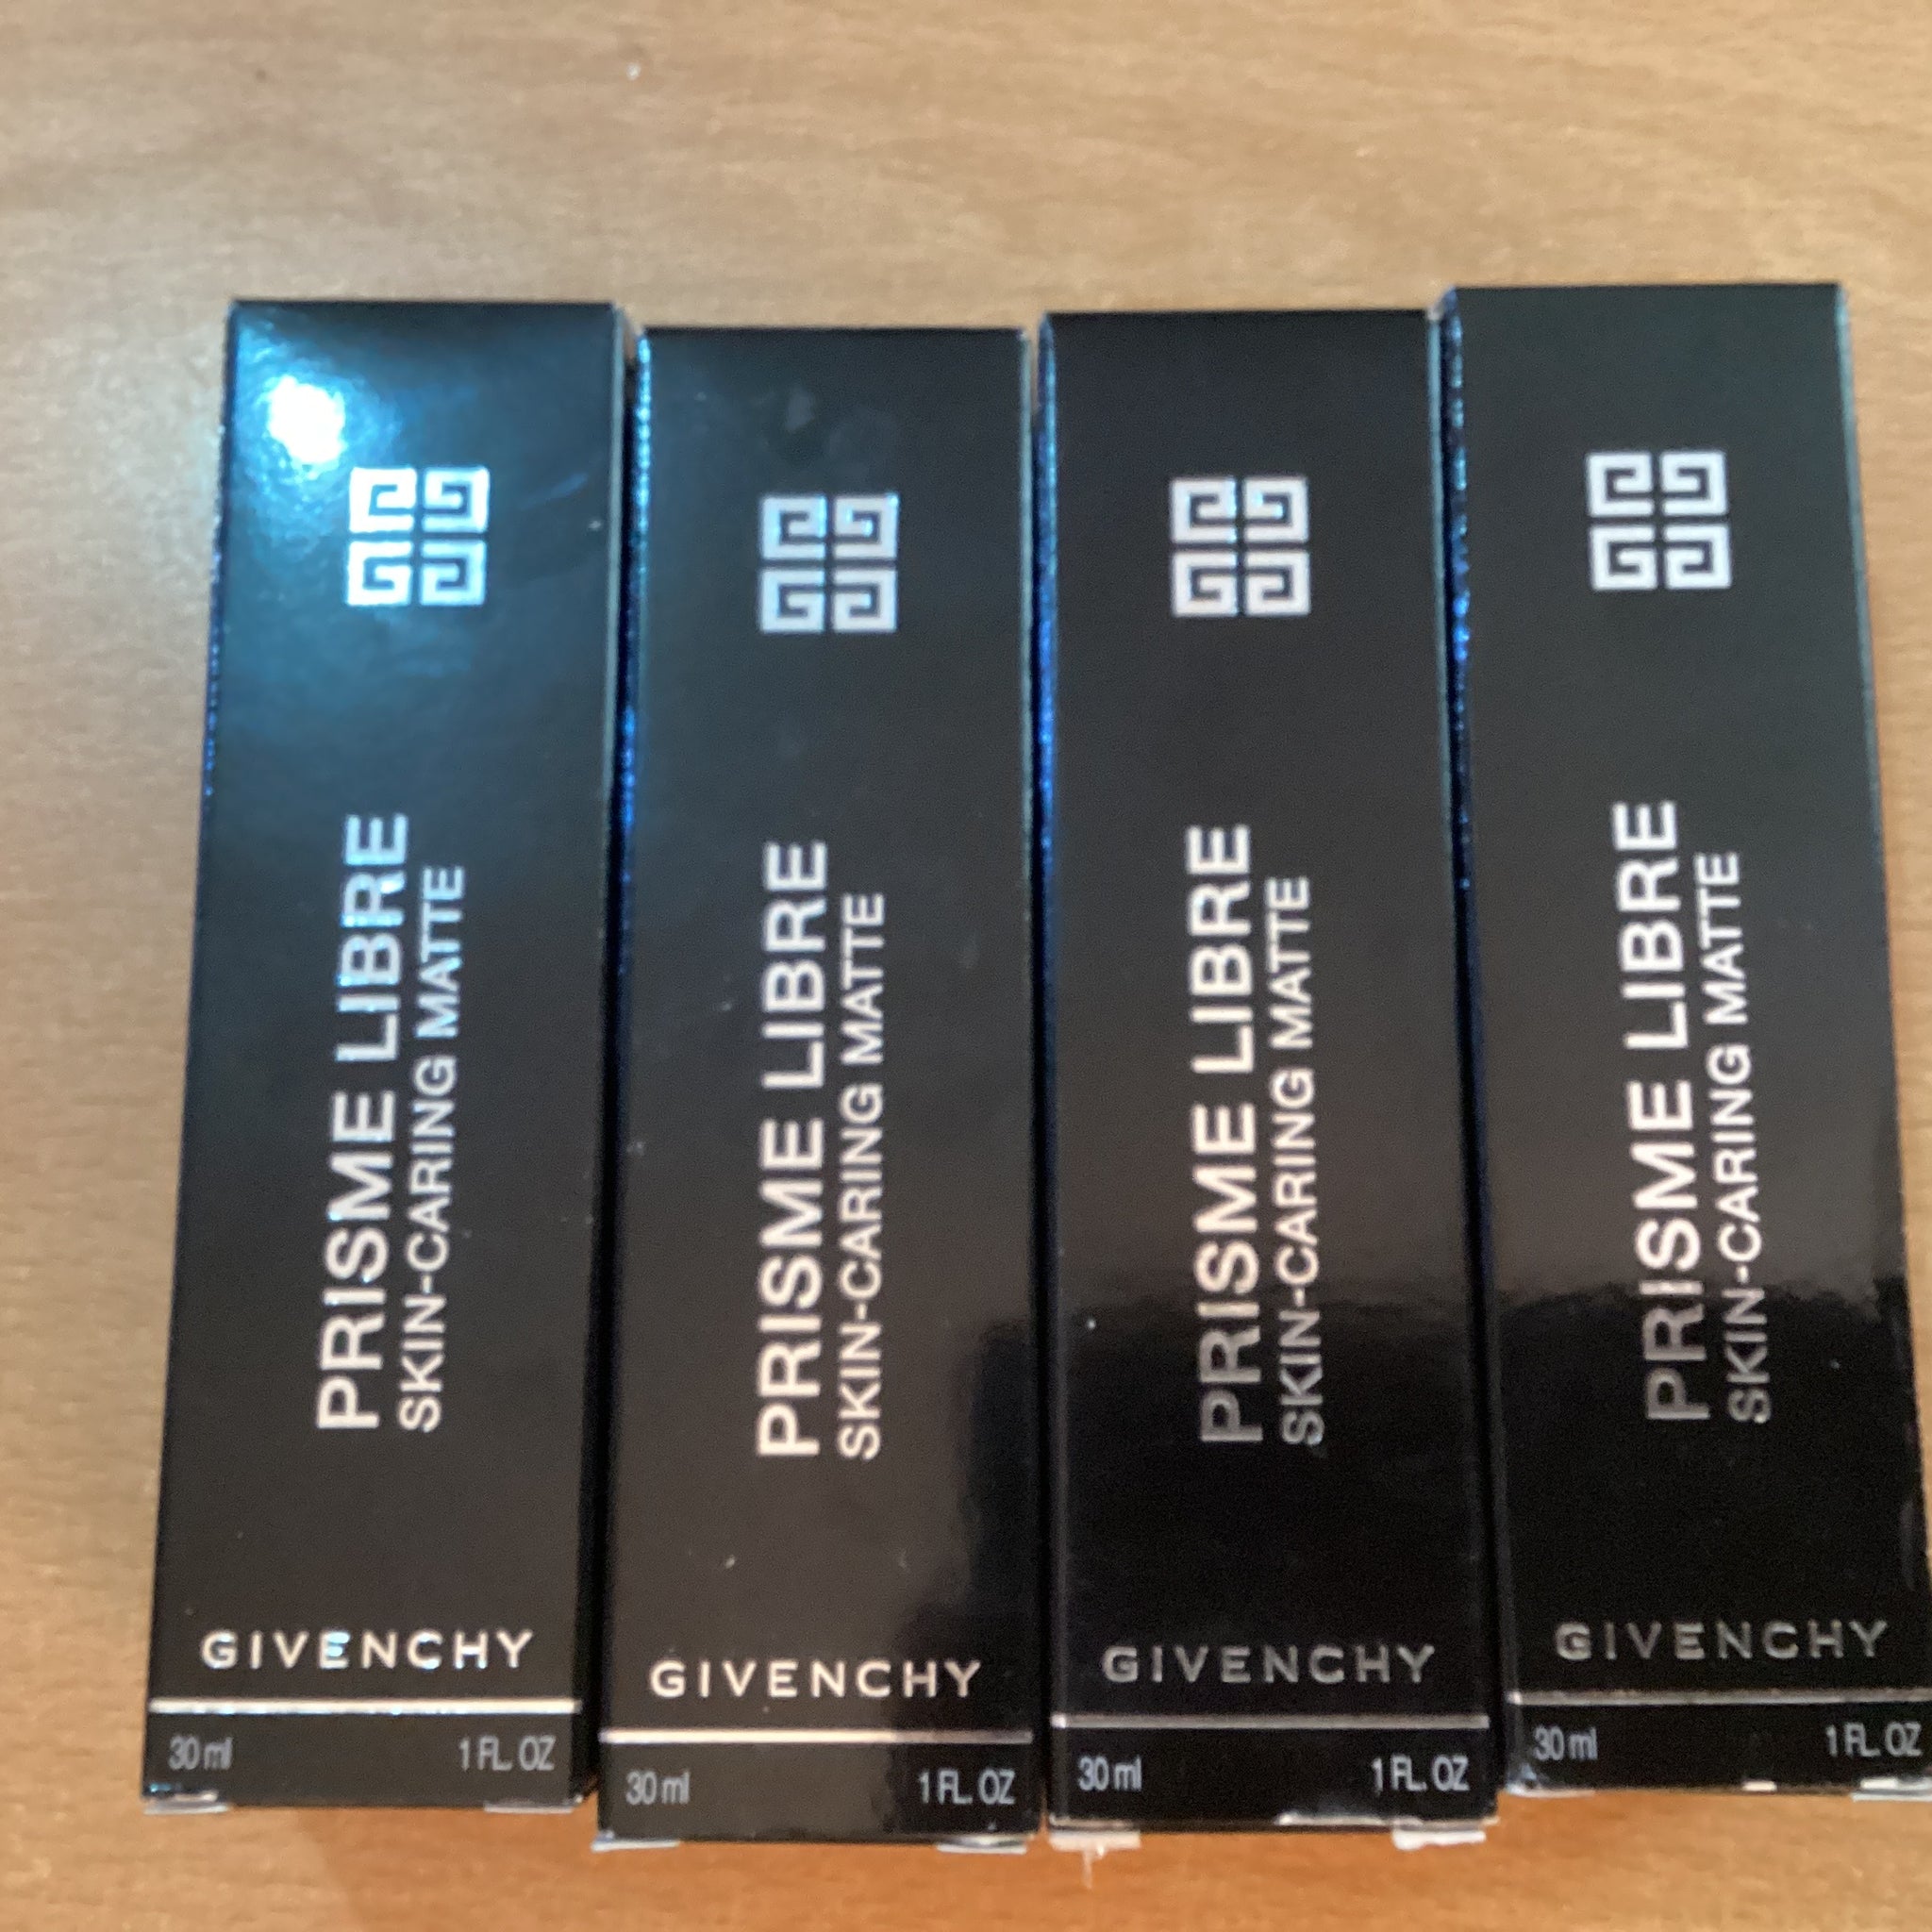 PRISME LIBRE
SKIN-CARING MATTE
GIVENCHY
30 ml 1 FL. OZ
PRISME LIBRE
SKIN-CARING MATTE
GIVENCHY
30 ml 1 FL. OZ
PRISME LIBRE
SKIN-CARING MATTE
GIVENCHY
30 ml 1 FL. OZ
PRISME LIBRE
SKIN-CARING MATTE
GIVENCHY
30 ml 1 FL. OZ